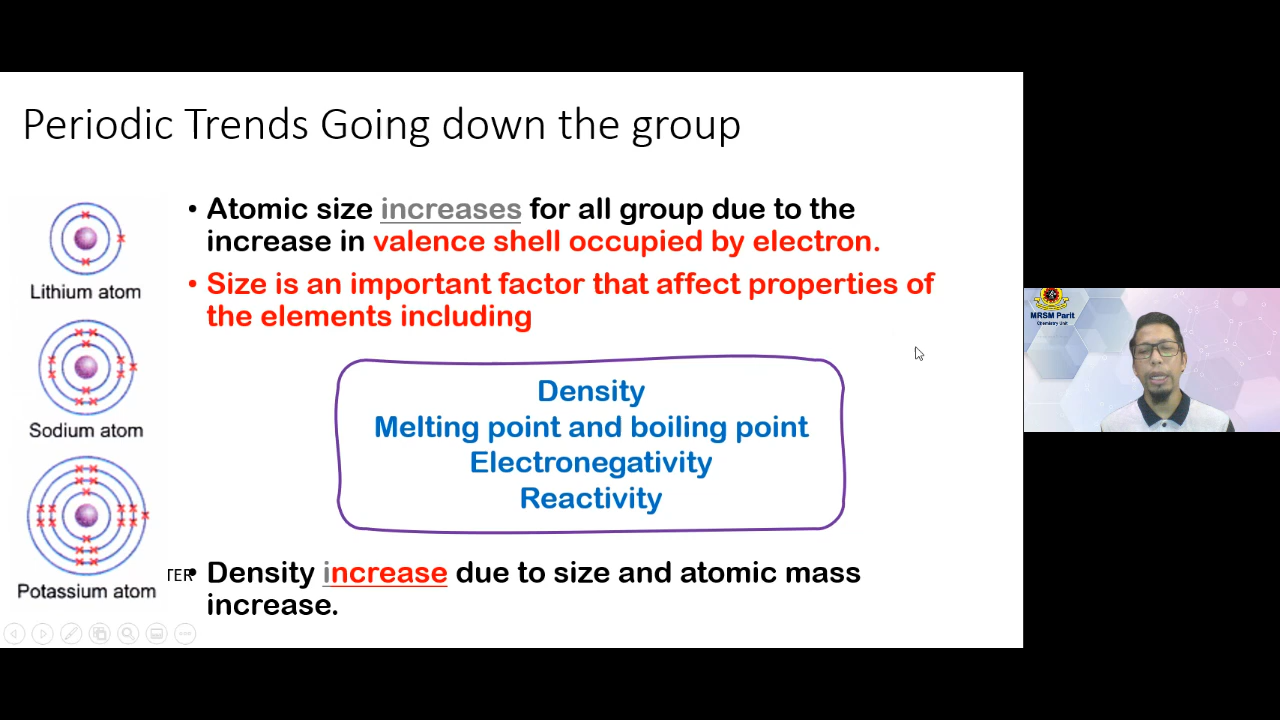 Periodic Trends Going down the group
• Atomic size increases for all group due to the
increase in valence shell occupied by electron.
• Size is an important factor that affect properties of
the elements including
Lithium atom
Density
Melting point and boiling point
Electronegativity
Reactivity
Sodium atom
Potassium atom
TER
• Density increase due to size and atomic mass
increase.
MRSM Parit
Chemistry Unit